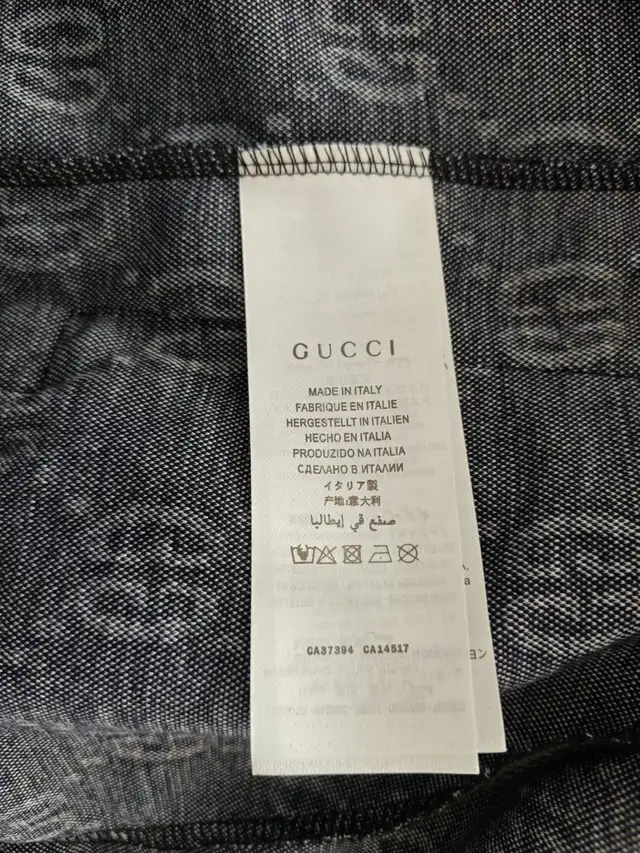 GUCCI
MADE IN ITALY
FABRIQUE EN ITALIE
HERGESTELLT IN ITALIEN
HECHO EN ITALIA
PRODUZIDO NA ITALIA
СДЕЛАНО В ИТАЛИИ
イタリア製
产地:意大利
صنع في إيطاليا
CA37394 CA14517